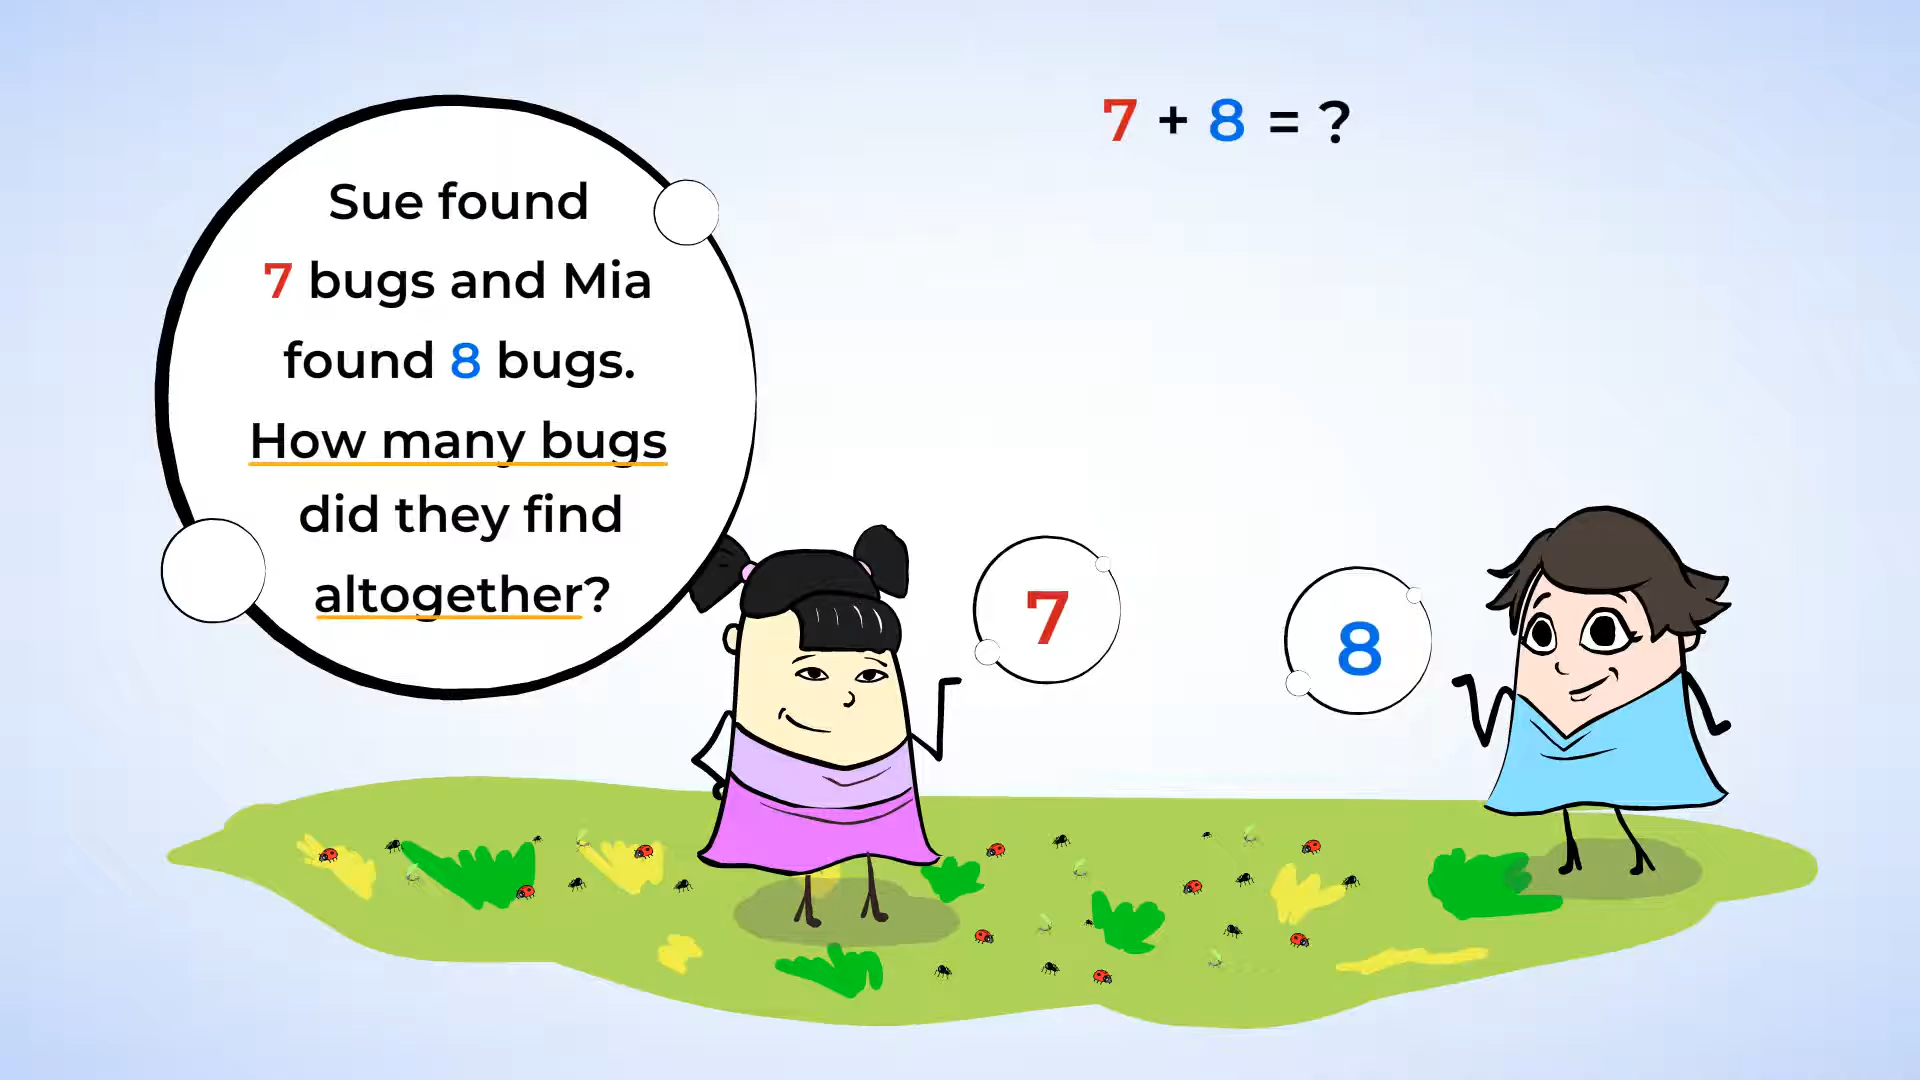 7 + 8 = ?
Sue found
7 bugs and Mia
found 8 bugs.
How many bugs
did they find
altogether?
7
8